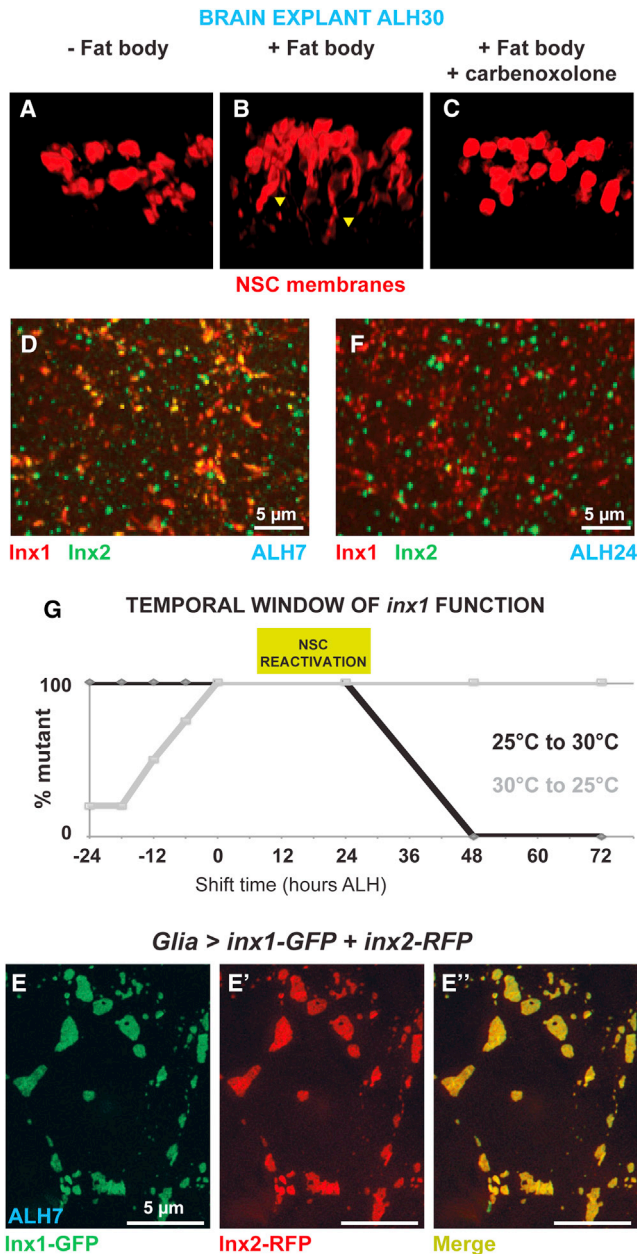 BRAIN EXPLANT ALH30
- Fat body
+ Fat body
+ Fat body
+ carbenoxolone
A
B
C
NSC membranes
D
F
5 µm
5 µm
Inx1 Inx2 ALH7
Inx1 Inx2 ALH24
G
TEMPORAL WINDOW OF inx1 FUNCTION
NSC
REACTIVATION
100
% mutant
25°C to 30°C
30°C to 25°C
0
-24 -12 0 12 24 36 48 60 72
Shift time (hours ALH)
Glia > inx1-GFP + inx2-RFP
E
E'
E''
ALH7
5 µm
Inx1-GFP
Inx2-RFP
Merge